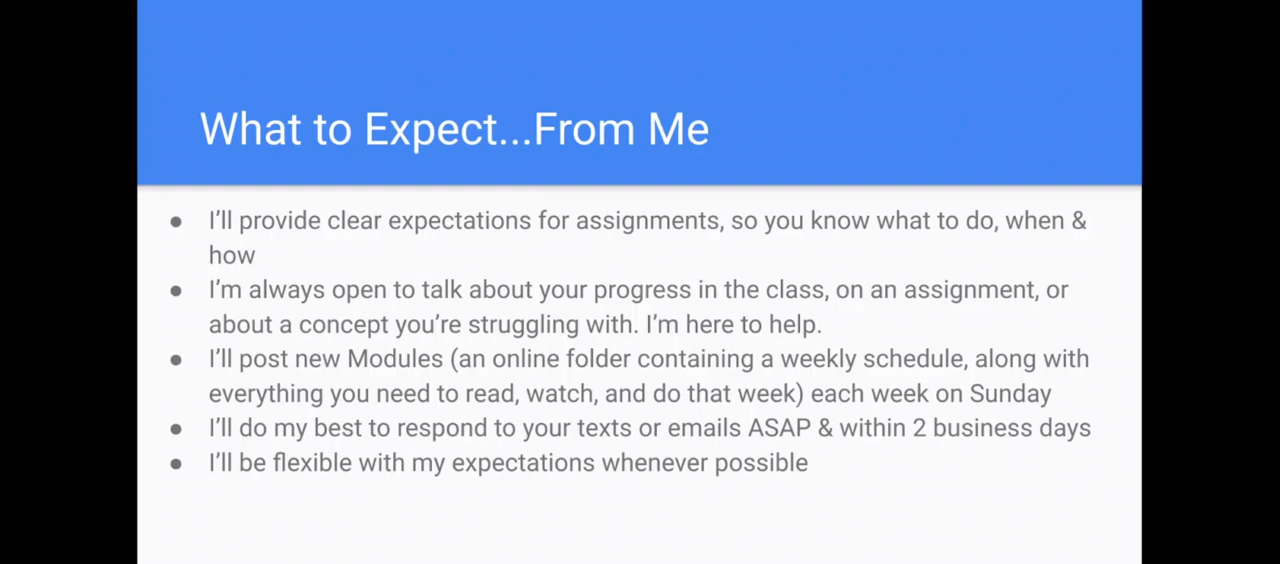 What to Expect...From Me
● I’ll provide clear expectations for assignments, so you know what to do, when &
how
● I’m always open to talk about your progress in the class, on an assignment, or
about a concept you’re struggling with. I’m here to help.
● I’ll post new Modules (an online folder containing a weekly schedule, along with
everything you need to read, watch, and do that week) each week on Sunday
● I’ll do my best to respond to your texts or emails ASAP & within 2 business days
● I’ll be flexible with my expectations whenever possible